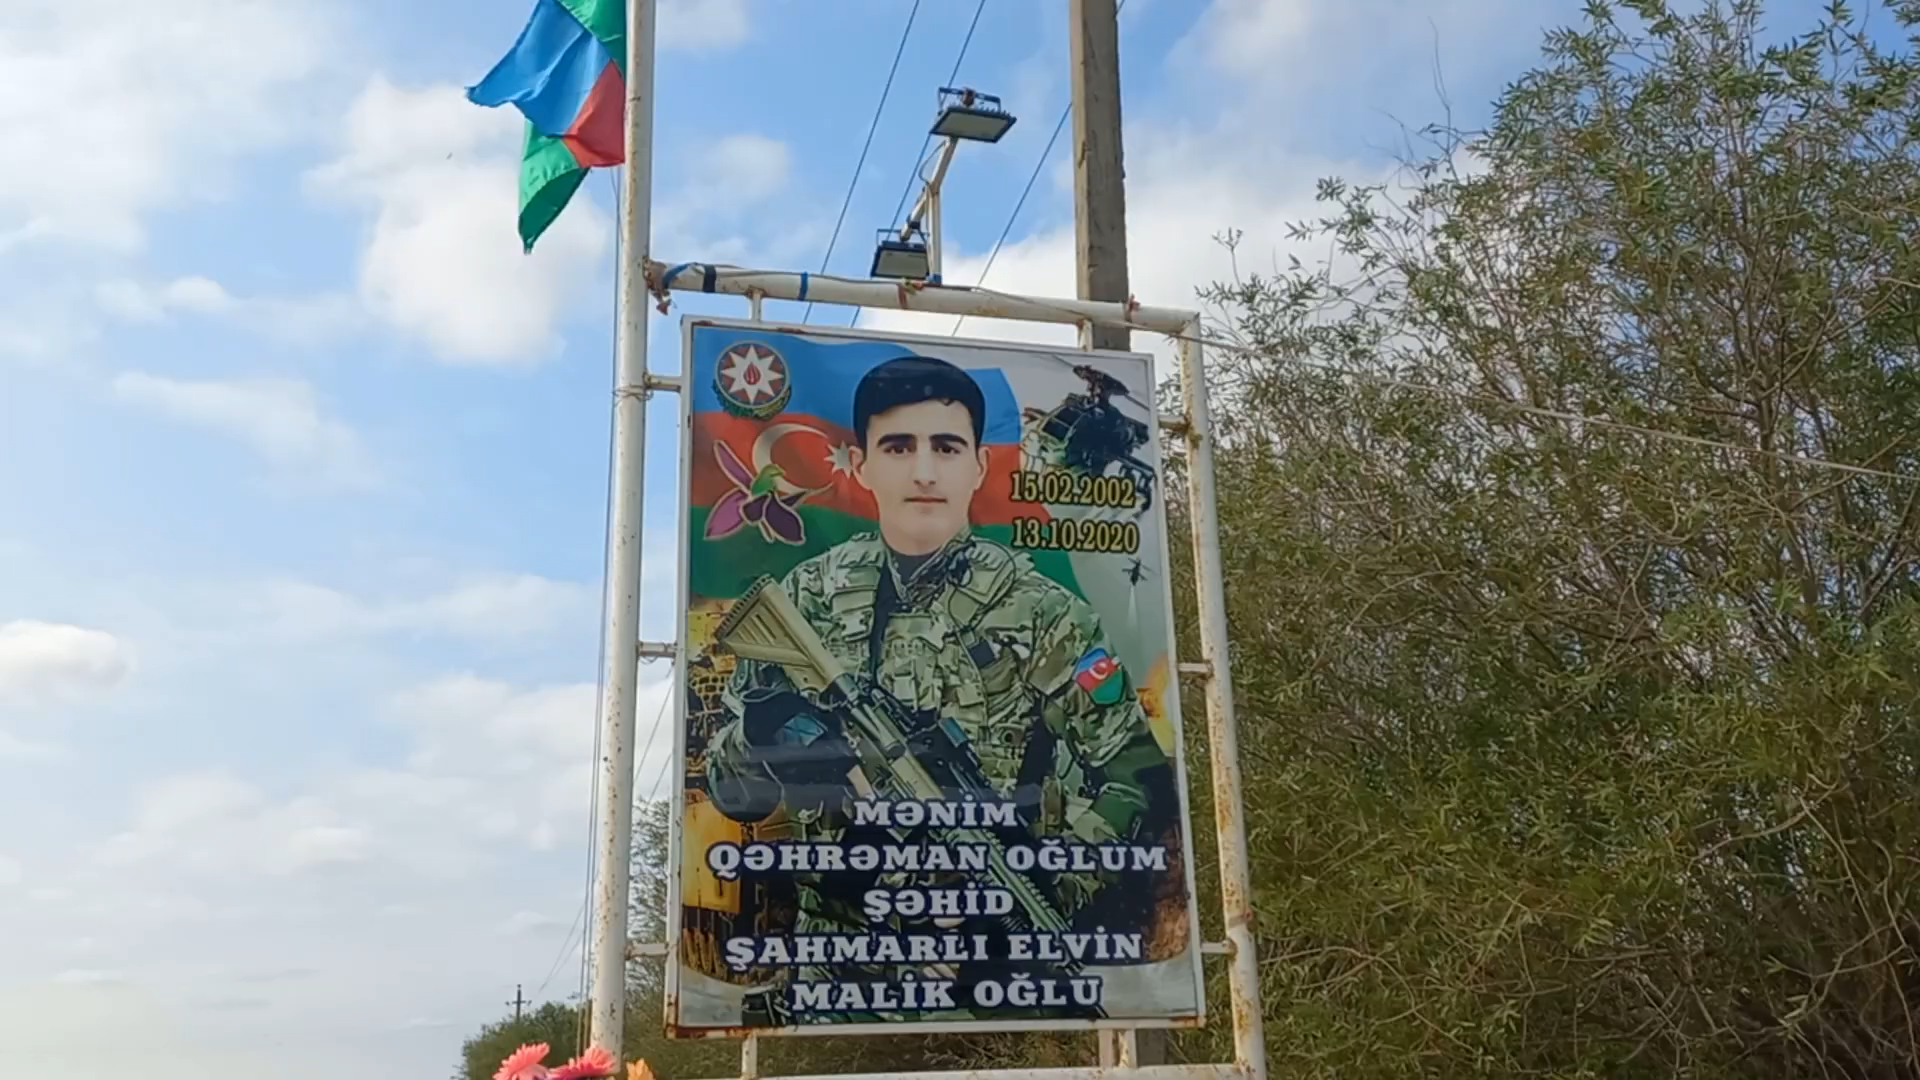 15.02.2002
13.10.2020
MƏNİM
QƏHRƏMAN OĞLUM
ŞƏHİD
ŞAHMARLI ELVİN
MALİK OĞLU